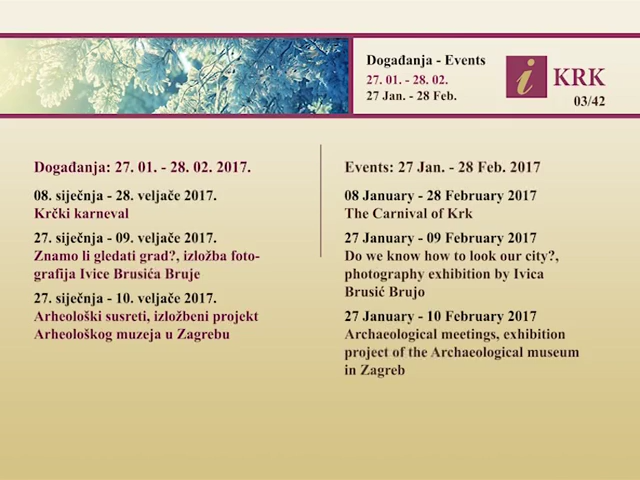 Događanja - Events
27. 01. - 28. 02.
27 Jan. - 28 Feb.
i KRK
03/42
Događanja: 27. 01. - 28. 02. 2017.
08. siječnja - 28. veljače 2017.
Krčki karneval
27. siječnja - 09. veljače 2017.
Znamo li gledati grad?, izložba foto-
grafija Ivice Brusića Bruje
27. siječnja - 10. veljače 2017.
Arheološki susreti, izložbeni projekt
Arheološkog muzeja u Zagrebu
Events: 27 Jan. - 28 Feb. 2017
08 January - 28 February 2017
The Carnival of Krk
27 January - 09 February 2017
Do we know how to look our city?,
photography exhibition by Ivica
Brusić Brujo
27 January - 10 February 2017
Archaeological meetings, exhibition
project of the Archaeological museum
in Zagreb